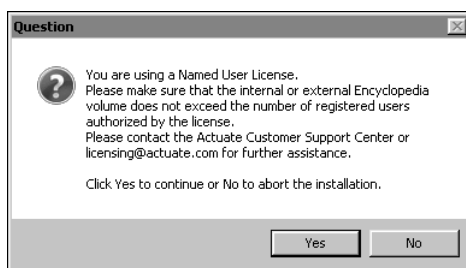 Question
You are using a Named User License.
Please make sure that the internal or external Encyclopedia
volume does not exceed the number of registered users
authorized by the license.
Please contact the Actuate Customer Support Center or
licensing@actuate.com for further assistance.
Click Yes to continue or No to abort the installation.
Yes No